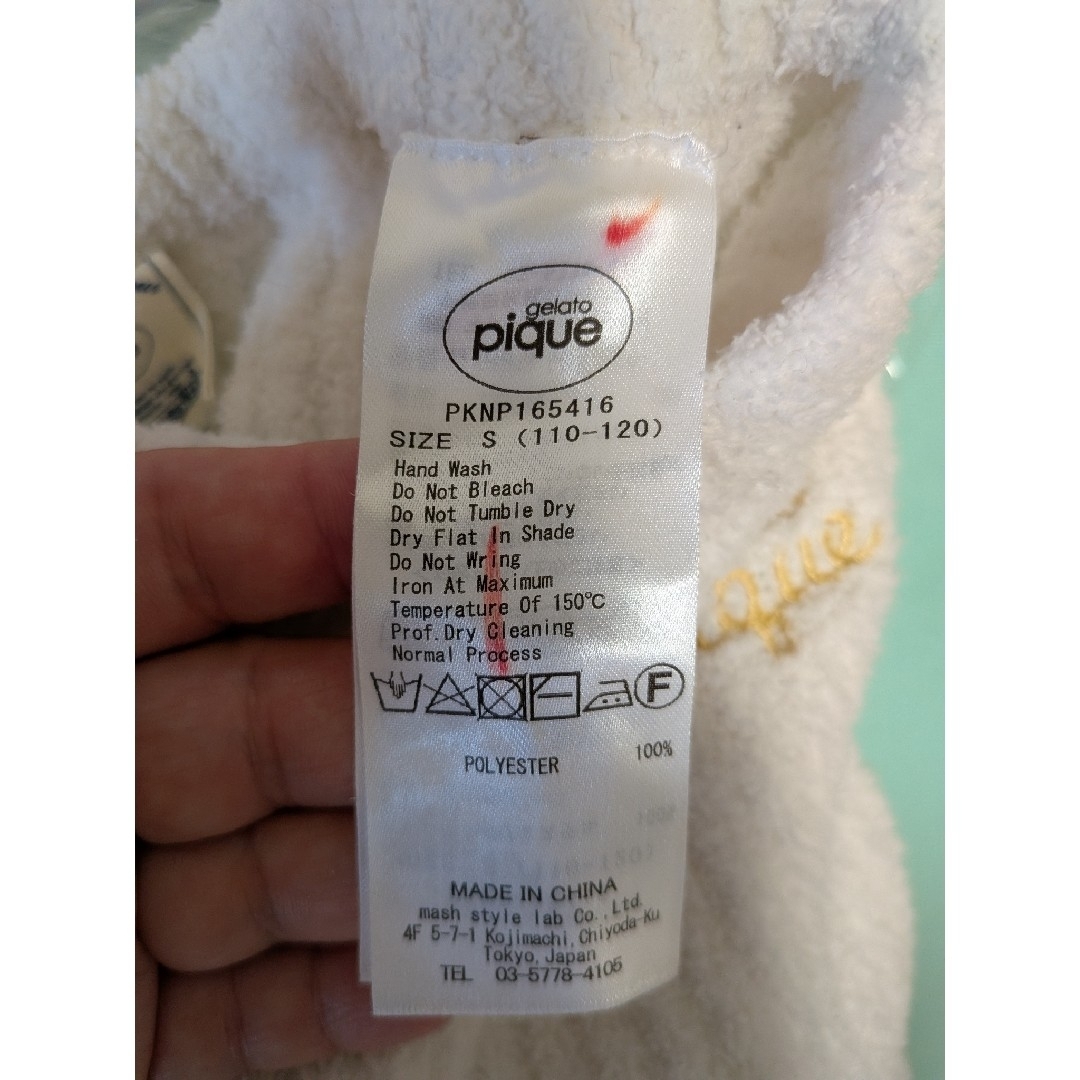 gelato
pique
PKNP165416
SIZE S (110-120)
Hand Wash
Do Not Bleach
Do Not Tumble Dry
Dry Flat In Shade
Do Not Wring
Iron At Maximum
Temperature Of 150℃
Prof.Dry Cleaning
Normal Process
F
POLYESTER 100%
MADE IN CHINA
mash style lab Co.,Ltd.
4F 5-7-1 Kojimachi,Chiyoda-Ku
Tokyo,Japan
TEL 03-5778-4105